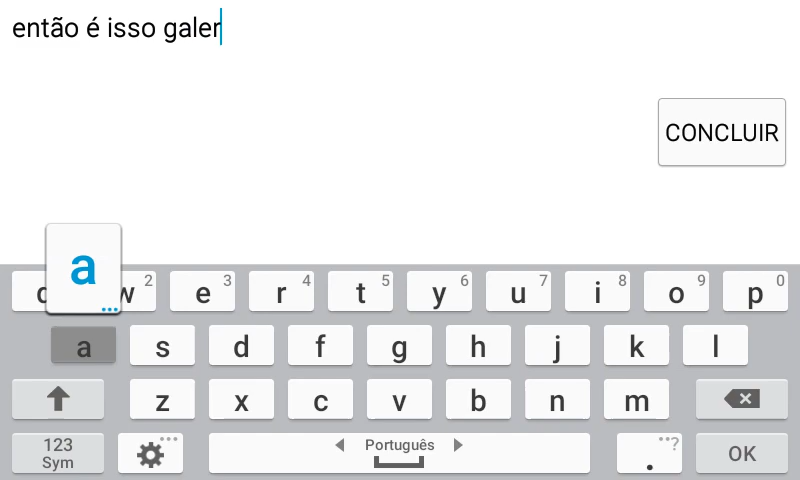 então é isso galer
CONCLUIR
a
w 2 e 3 r 4 t 5 y 6 u 7 i 8 o 9 p 0
a s d f g h j k l
z x c v b n m
123 Sym Português . ? OK